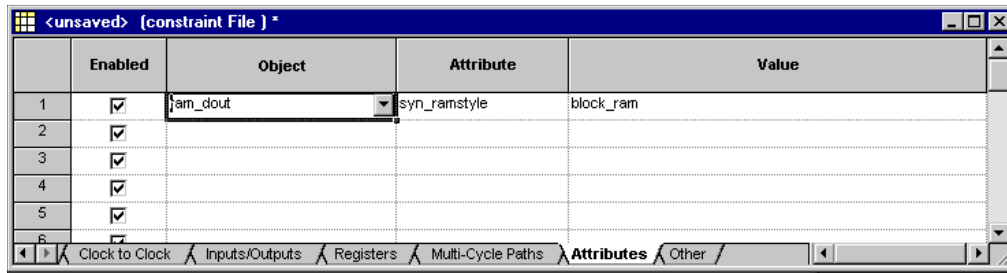 <unsaved> (constraint File ) *
Enabled Object Attribute Value
1 ram_dout syn_ramstyle block_ram
2
3
4
5
6
Clock to Clock Inputs/Outputs Registers Multi-Cycle Paths Attributes Other